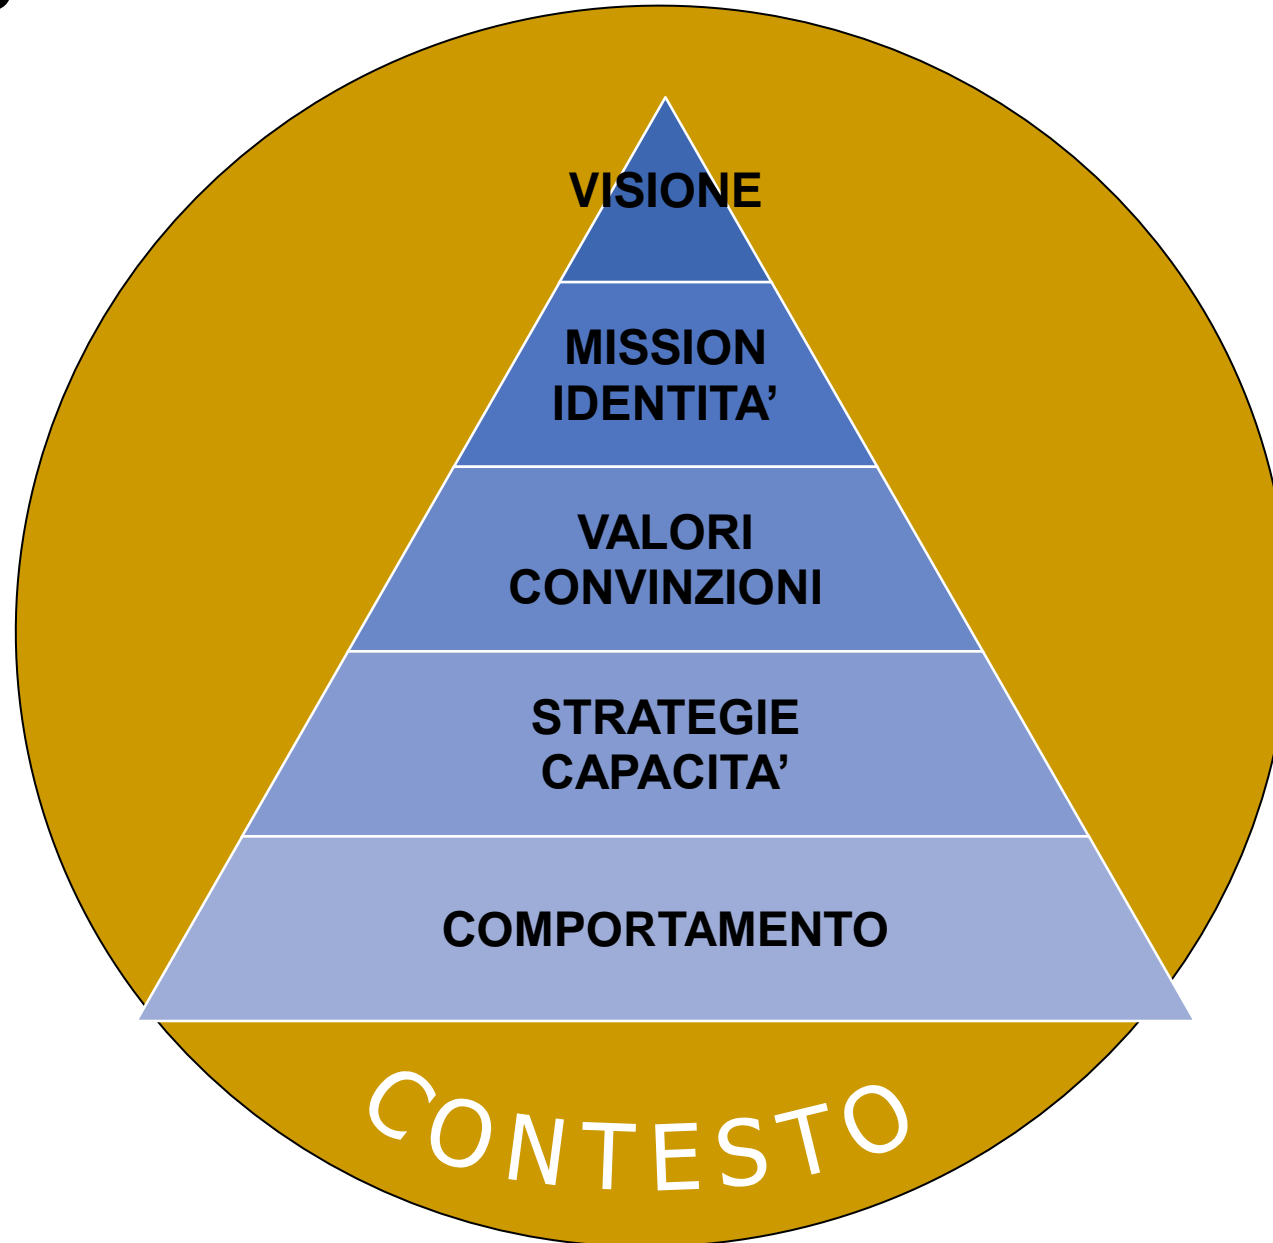 VISIONE
MISSION
IDENTITA’
VALORI
CONVINZIONI
STRATEGIE
CAPACITA’
COMPORTAMENTO
CONTESTO